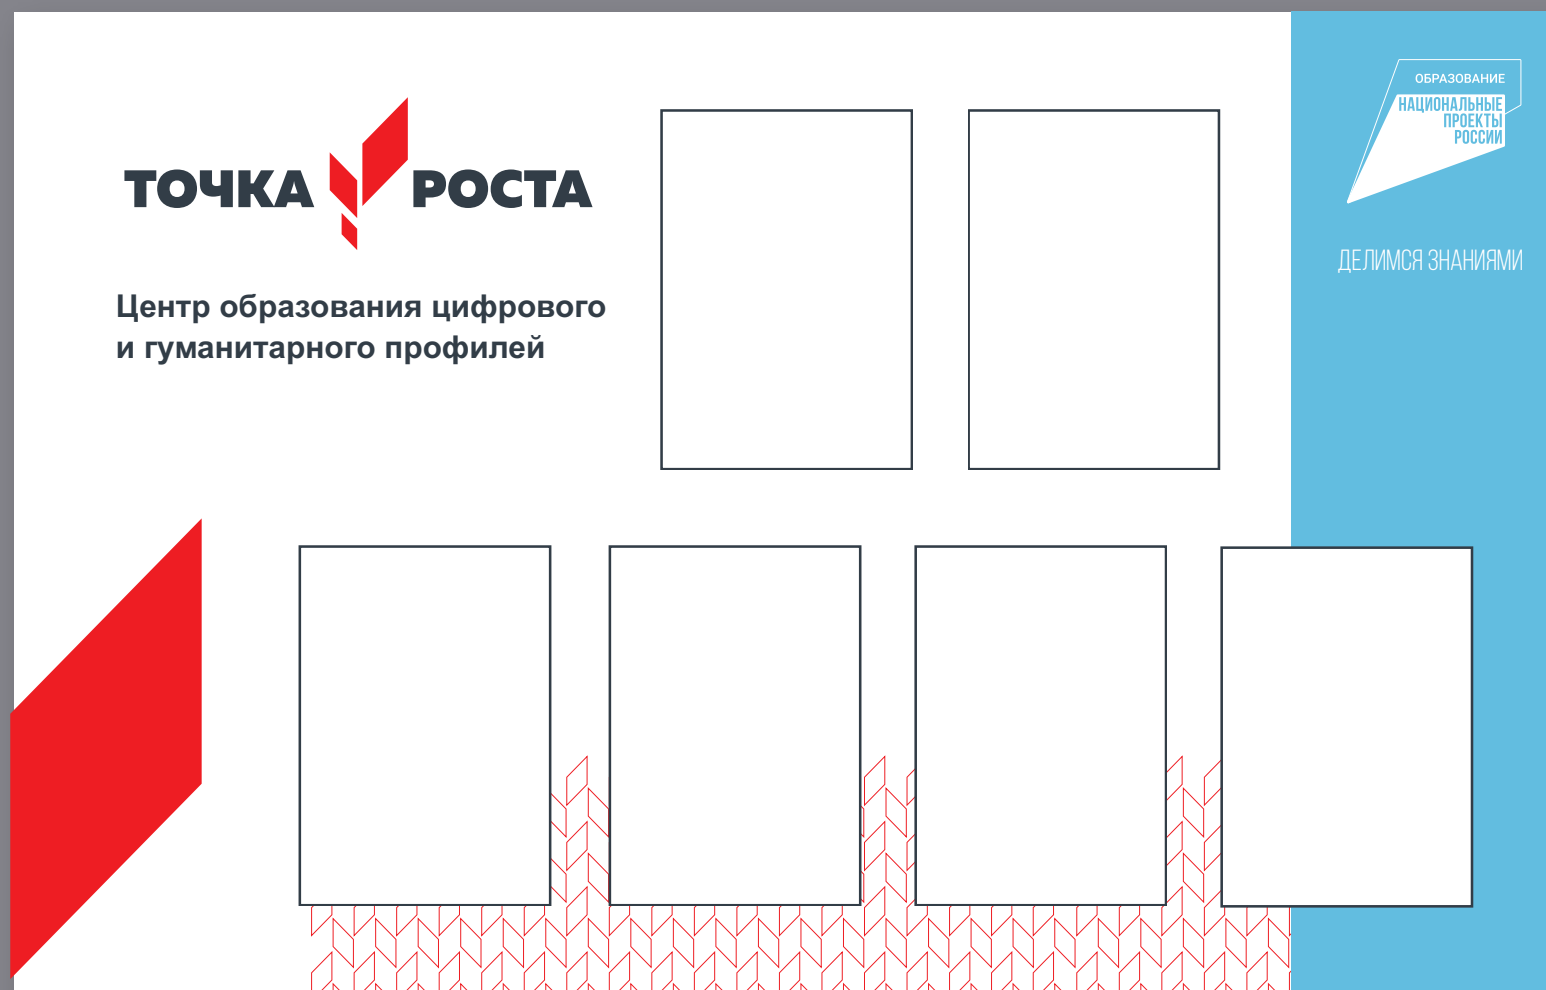 ТОЧКА РОСТА
Центр образования цифрового
и гуманитарного профилей
ОБРАЗОВАНИЕ
НАЦИОНАЛЬНЫЕ
ПРОЕКТЫ
РОССИИ
ДЕЛИМСЯ ЗНАНИЯМИ